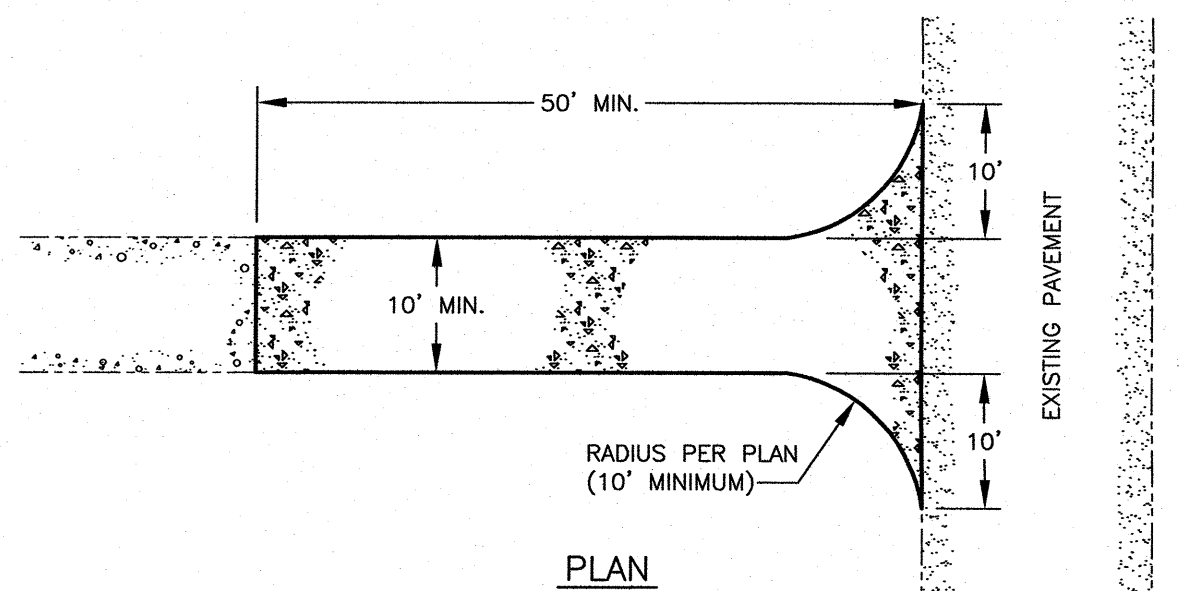 50' MIN.
10'
10' MIN.
EXISTING PAVEMENT
10'
RADIUS PER PLAN
(10' MINIMUM)
PLAN